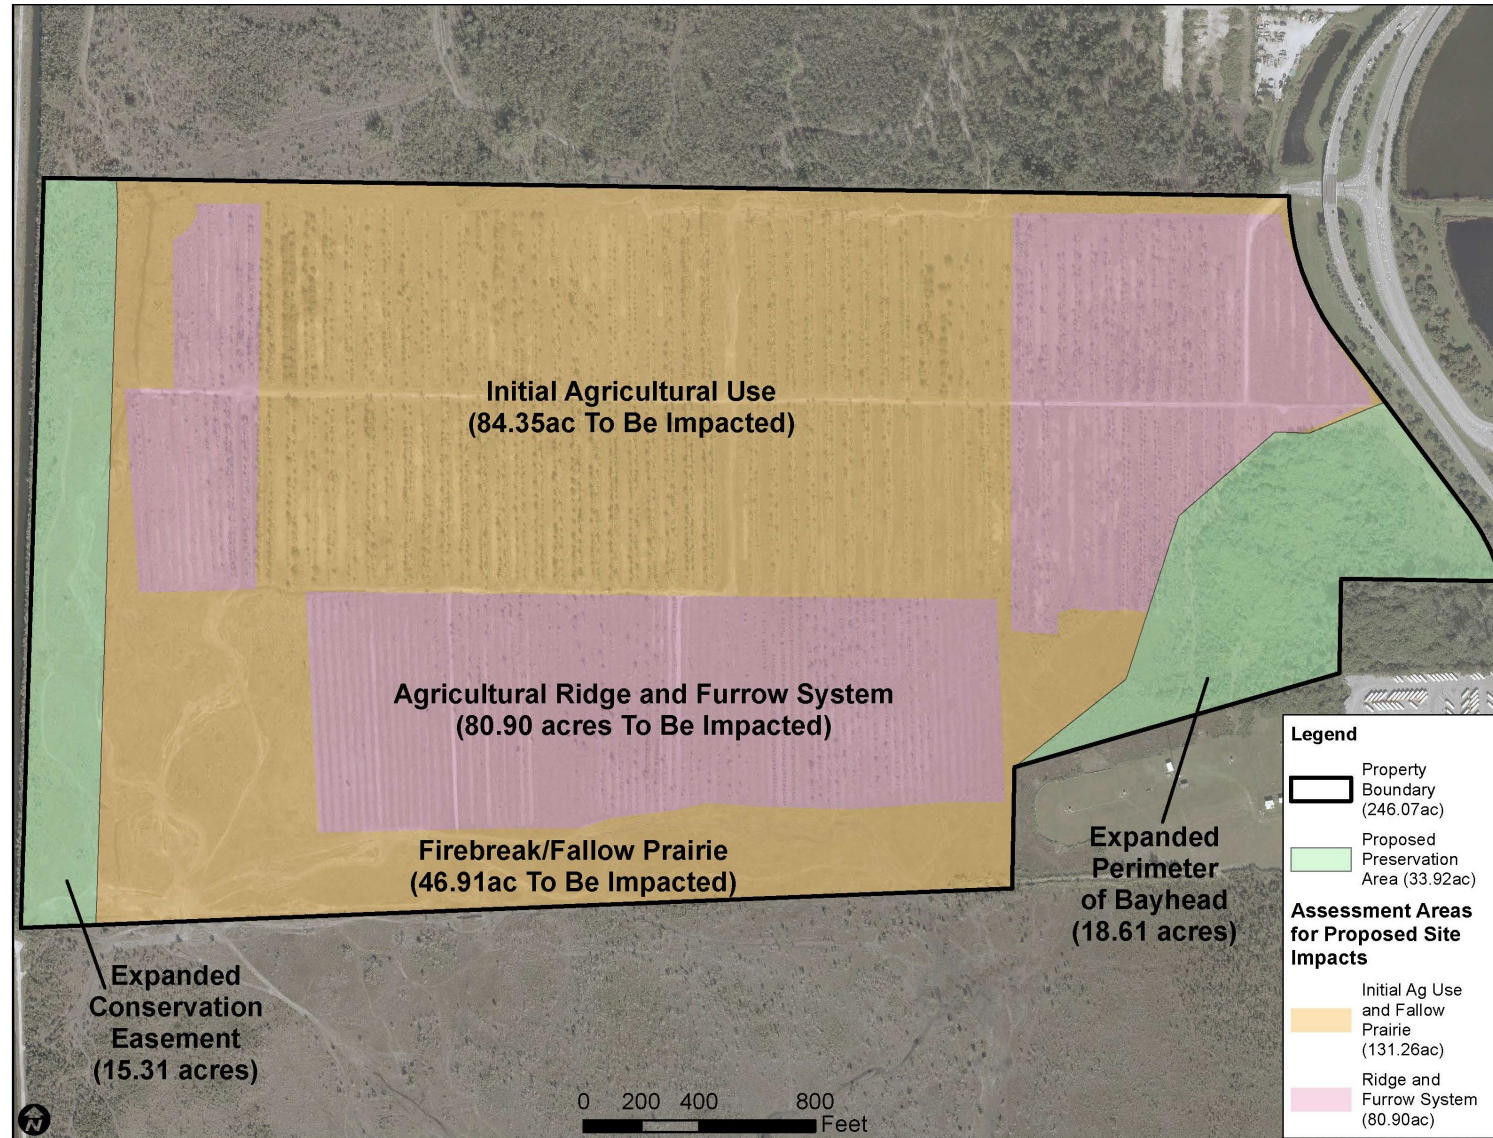 Initial Agricultural Use
(84.35ac To Be Impacted)
Agricultural Ridge and Furrow System
(80.90 acres To Be Impacted)
Firebreak/Fallow Prairie
(46.91ac To Be Impacted)
Expanded
Perimeter
of Bayhead
(18.61 acres)
Expanded
Conservation
Easement
(15.31 acres)
Legend
Property
Boundary
(246.07ac)
Proposed
Preservation
Area (33.92ac)
Assessment Areas
for Proposed Site
Impacts
Initial Ag Use
and Fallow
Prairie
(131.26ac)
Ridge and
Furrow System
(80.90ac)
0 200 400 800
Feet
N